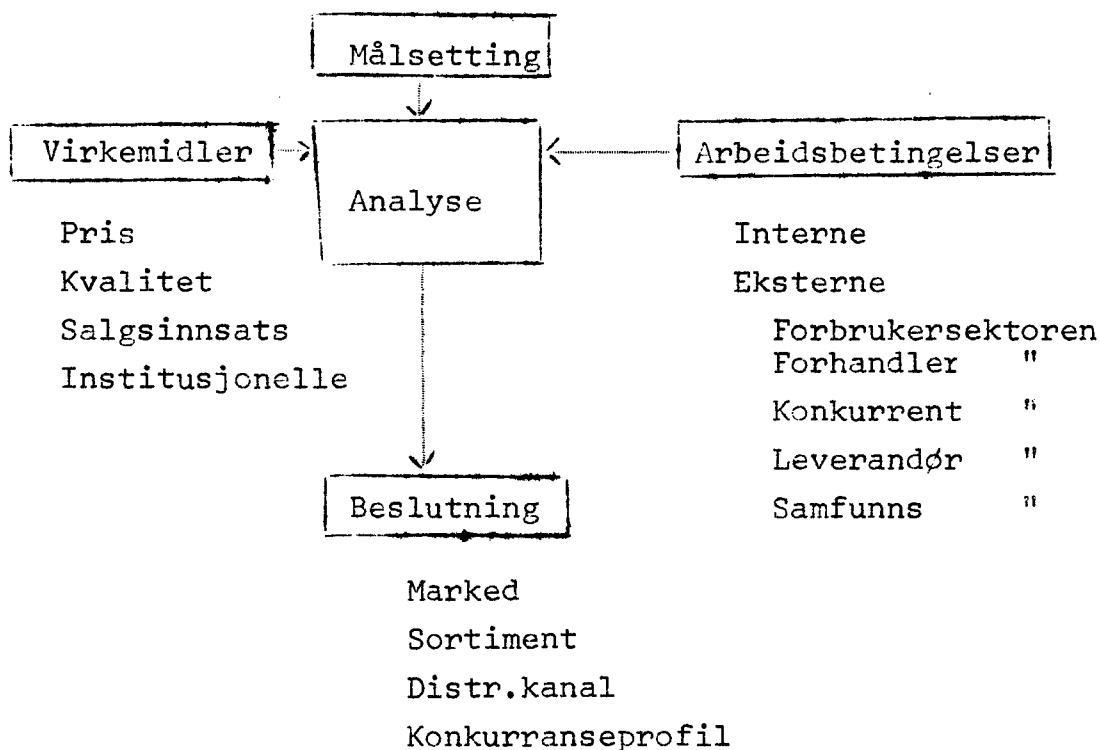 Målsetting
Virkemidler
Analyse
Arbeidsbetingelser
Pris
Kvalitet
Salgsinnsats
Institusjonelle
Interne
Eksterne
Forbrukersektoren
Forhandler "
Konkurrent "
Leverandør "
Samfunns "
Beslutning
Marked
Sortiment
Distr.kanal
Konkurranseprofil